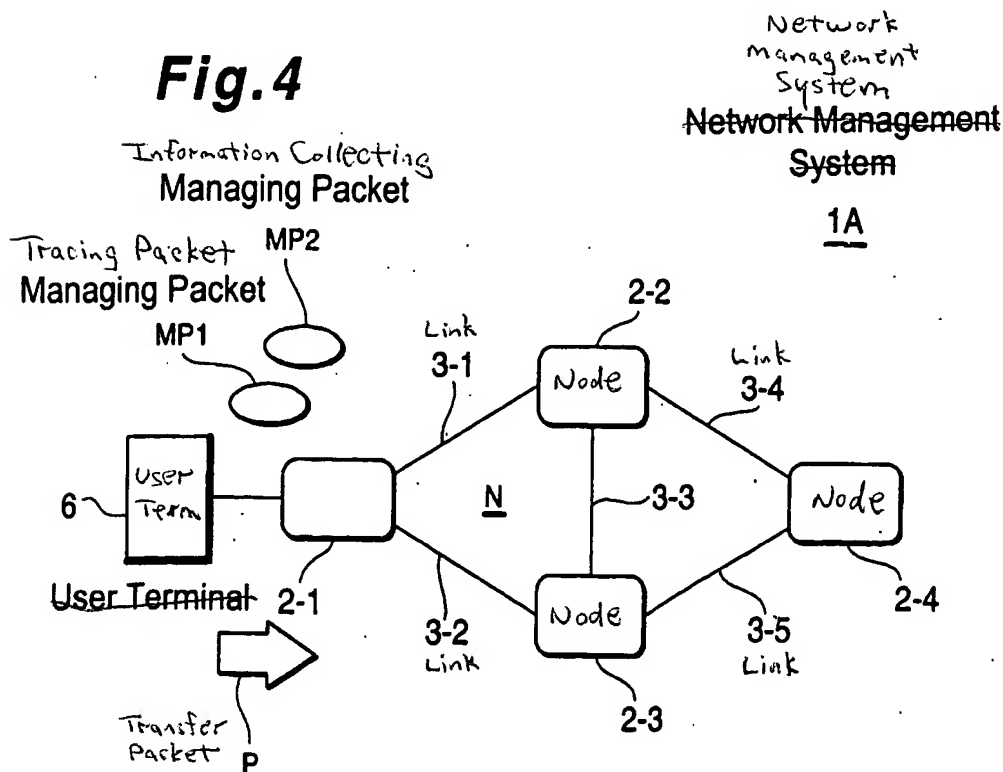 Fig.4
Network
Management
System
Network Management
System
1A
Information Collecting
Managing Packet
MP2
Tracing Packet
Managing Packet
MP1
2-2
Link
3-1
Node
Link
3-4
User
Term
6
N
3-3
Node
User Terminal
2-1
3-2
Link
Node
3-5
Link
2-4
2-3
Transfer
Packet
P